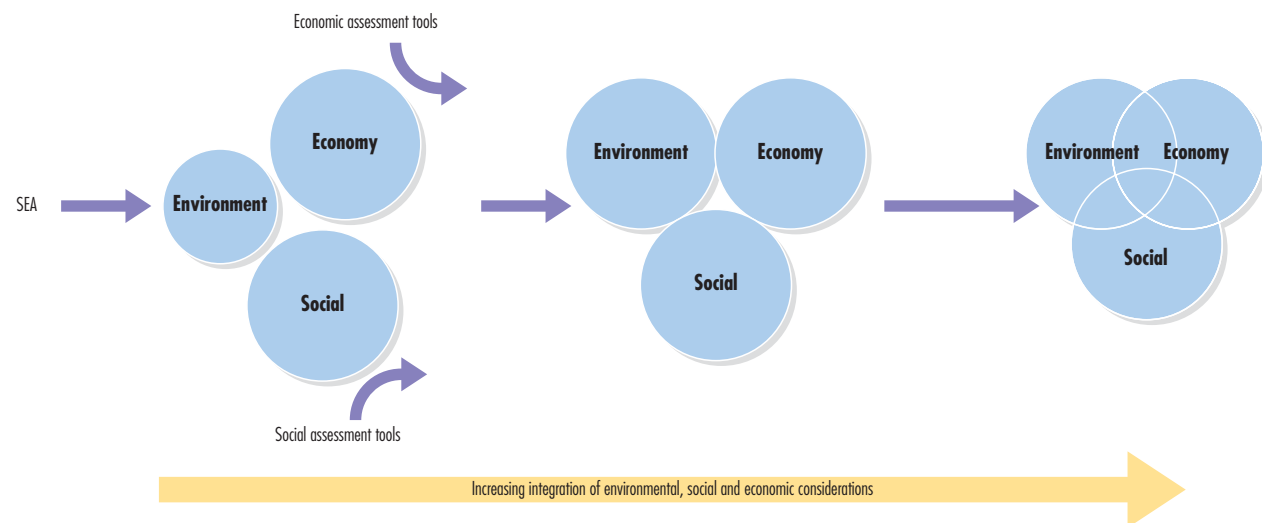 Economic assessment tools
Economy
Environment
Economy
Environment
Economy
SEA
Environment
Social
Social
Social
Social assessment tools
Increasing integration of environmental, social and economic considerations